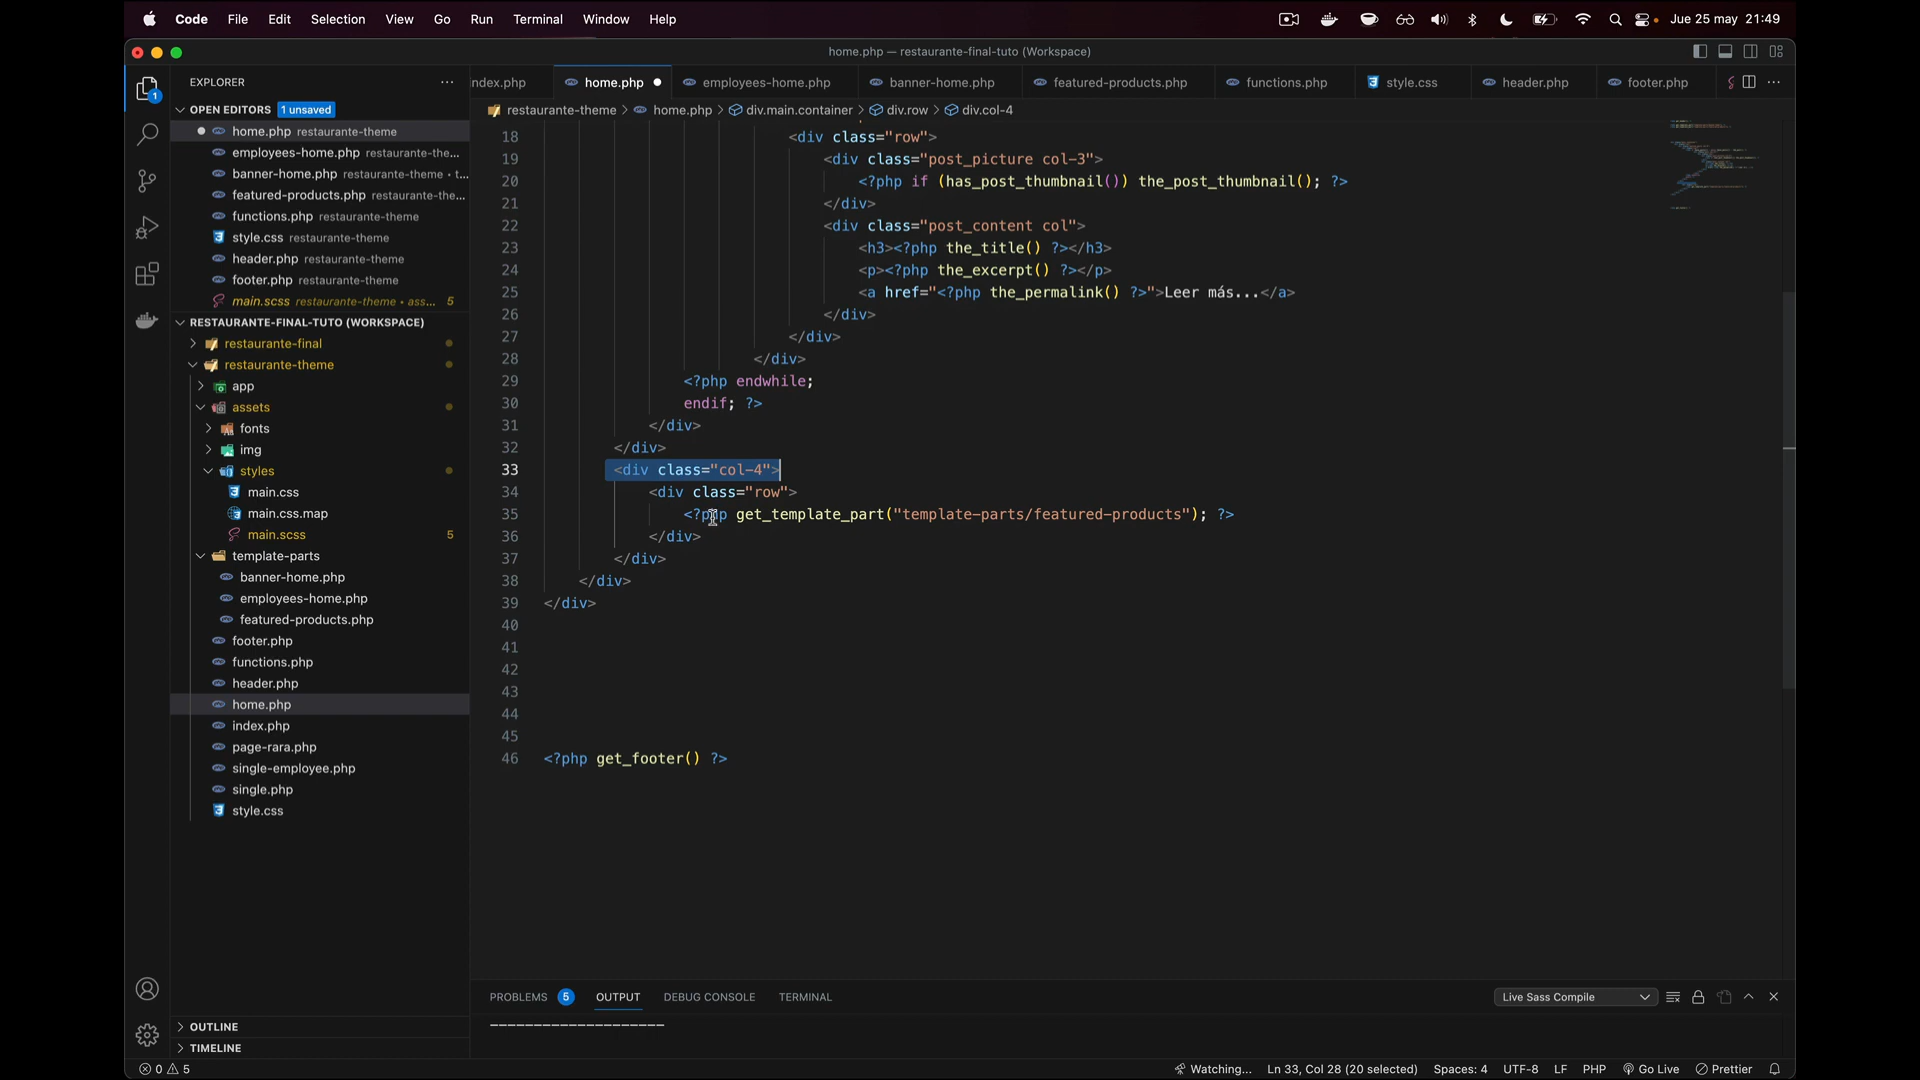 Code File Edit Selection View Go Run Terminal Window Help
Jue 25 may 21:49
home.php — restaurante-final-tuto (Workspace)
EXPLORER
index.php home.php employees-home.php banner-home.php featured-products.php functions.php style.css header.php footer.php
restaurante-theme > home.php > div.main.container > div.row > div.col-4
OPEN EDITORS 1 unsaved
home.php restaurante-theme
employees-home.php restaurante-the...
banner-home.php restaurante-theme • t...
featured-products.php restaurante-the...
functions.php restaurante-theme
style.css restaurante-theme
header.php restaurante-theme
footer.php restaurante-theme
main.scss restaurante-theme • ass... 5
RESTAURANTE-FINAL-TUTO (WORKSPACE)
restaurante-final
restaurante-theme
app
assets
fonts
img
styles
main.css
main.css.map
main.scss 5
template-parts
banner-home.php
employees-home.php
featured-products.php
footer.php
functions.php
header.php
home.php
index.php
page-rara.php
single-employee.php
single.php
style.css
OUTLINE
TIMELINE
18 <div class="row">
19 <div class="post_picture col-3">
20 <?php if (has_post_thumbnail()) the_post_thumbnail(); ?>
21 </div>
22 <div class="post_content col">
23 <h3><?php the_title() ?></h3>
24 <p><?php the_excerpt() ?></p>
25 <a href="<?php the_permalink() ?>">Leer más...</a>
26 </div>
27 </div>
28 </div>
29 <?php endwhile;
30 endif; ?>
31 </div>
32 </div>
33 <div class="col-4">
34 <div class="row">
35 <?php get_template_part("template-parts/featured-products"); ?>
36 </div>
37 </div>
38 </div>
39 </div>
40
41
42
43
44
45
46 <?php get_footer() ?>
PROBLEMS 5 OUTPUT DEBUG CONSOLE TERMINAL
Live Sass Compile
--------------------
0 5
Watching... Ln 33, Col 28 (20 selected) Spaces: 4 UTF-8 LF PHP Go Live Prettier